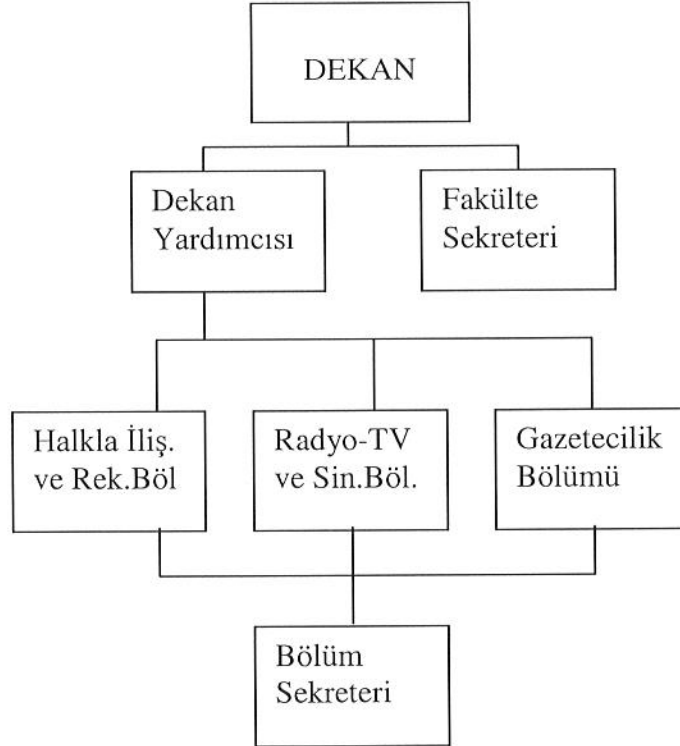 DEKAN
Dekan
Yardımcısı
Fakülte
Sekreteri
Halkla İliş.
ve Rek.Böl
Radyo-TV
ve Sin.Böl.
Gazetecilik
Bölümü
Bölüm
Sekreteri